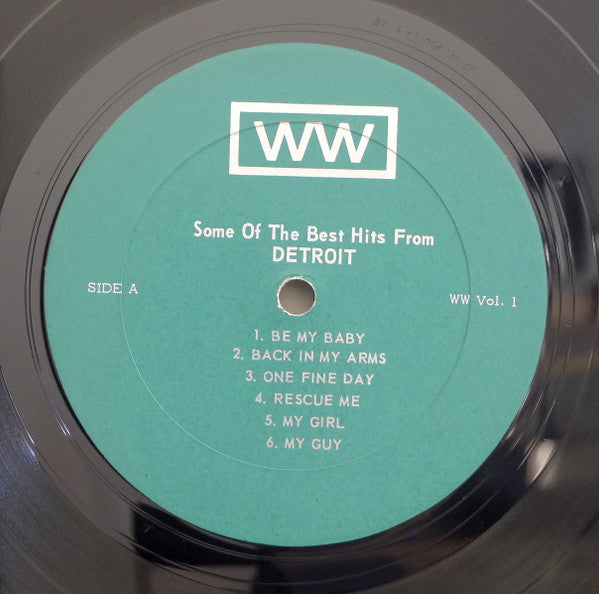 WW
Some Of The Best Hits From
DETROIT
SIDE A
WW Vol. 1
1. BE MY BABY
2. BACK IN MY ARMS
3. ONE FINE DAY
4. RESCUE ME
5. MY GIRL
6. MY GUY